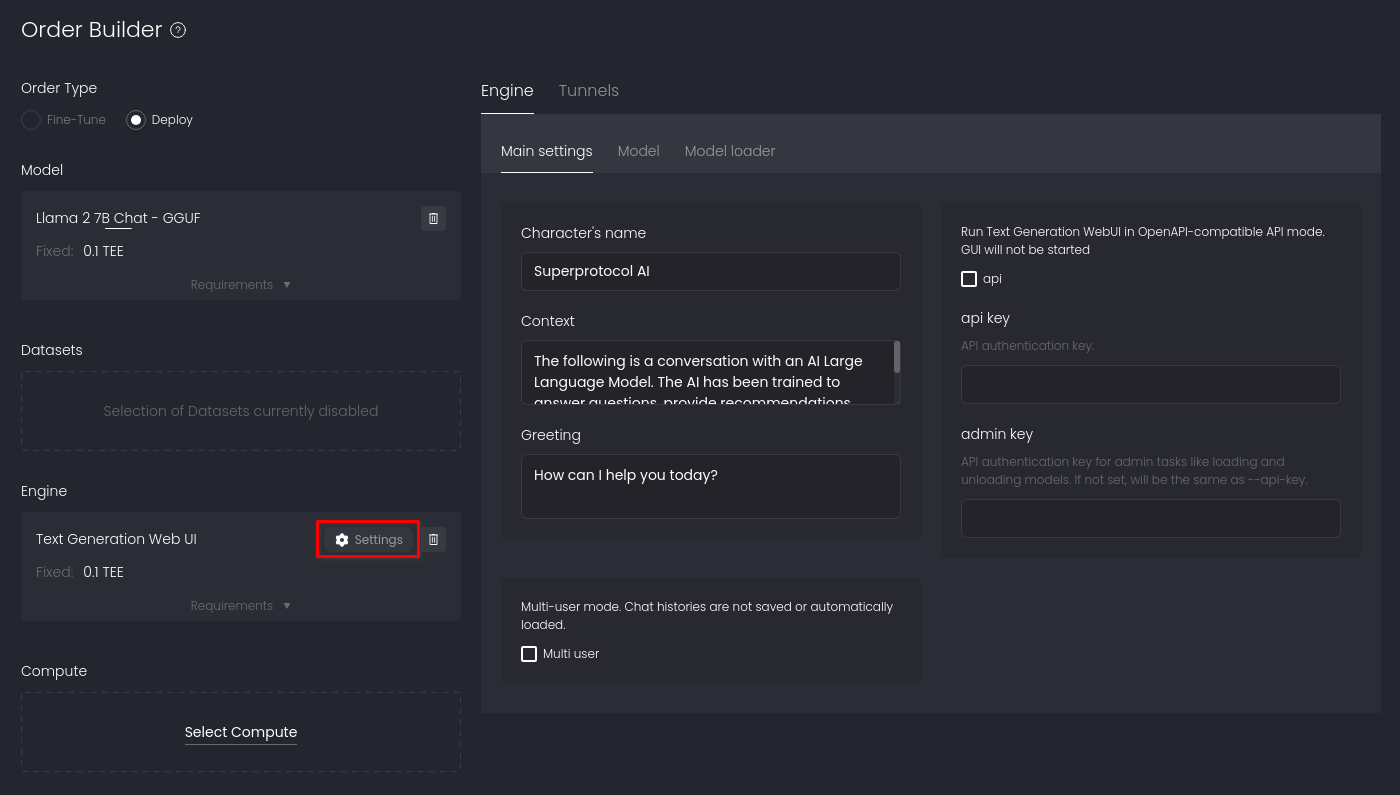 Order Builder ?
Order Type
Fine-Tune Deploy
Model
Llama 2 7B Chat - GGUF
Fixed: 0.1 TEE
Requirements
Datasets
Selection of Datasets currently disabled
Engine
Text Generation Web UI Settings
Fixed: 0.1 TEE
Requirements
Compute
Select Compute
Engine Tunnels
Main settings Model Model loader
Character's name
Superprotocol AI
Context
The following is a conversation with an AI Large
Language Model. The AI has been trained to
answer questions, provide recommendations,
Greeting
How can I help you today?
Multi-user mode. Chat histories are not saved or automatically
loaded.
Multi user
Run Text Generation WebUI in OpenAPI-compatible API mode.
GUI will not be started
api
api key
API authentication key.
admin key
API authentication key for admin tasks like loading and
unloading models. If not set, will be the same as --api-key.